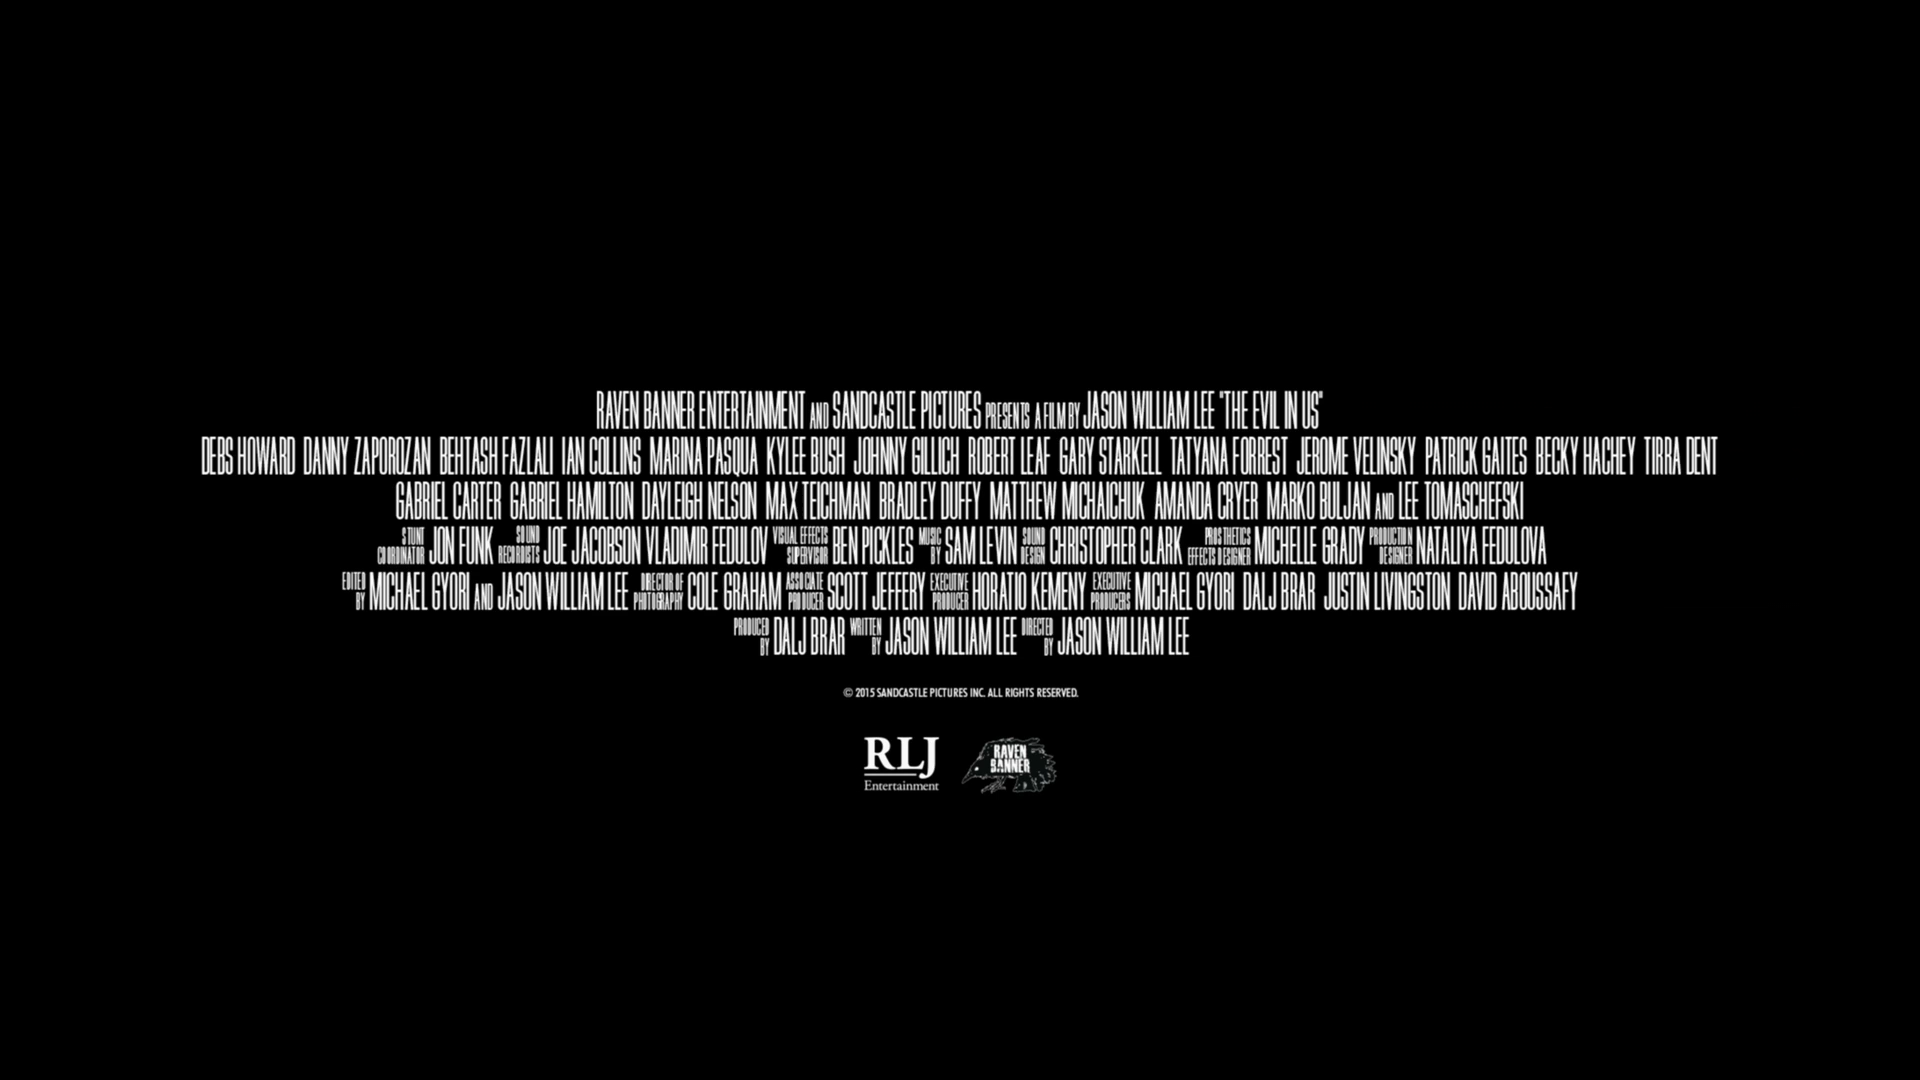 RAVEN BANNER ENTERTAINMENT AND SANDCASTLE PICTURES PRESENTS A FILM BY JASON WILLIAM LEE "THE EVIL IN US"
DEBS HOWARD DANNY ZAPOROZAN BEHTASH FAZLALI IAN COLLINS MARINA PASQUA KYLEE BUSH JOHNNY GILLICH ROBERT LEAF GARY STARKELL TATYANA FORREST JEROME VELINSKY PATRICK GAITES BECKY HACHEY TIRRA DENT
GABRIEL CARTER GABRIEL HAMILTON DAYLEIGH NELSON MAX TEICHMAN BRADLEY DUFFY MATTHEW MICHAICHUK AMANDA CRYER MARKO BULJAN AND LEE TOMASCHEFSKI
STUNT COORDINATOR JON FUNK SOUND RECORDISTS JOE JACOBSON VLADIMIR FEDULOV VISUAL EFFECTS SUPERVISOR BEN PICKLES MUSIC BY SAM LEVIN SOUND DESIGN CHRISTOPHER CLARK PROSTHETICS EFFECTS DESIGNER MICHELLE GRADY PRODUCTION DESIGNER NATALIYA FEDULOVA
EDITED BY MICHAEL GYORI AND JASON WILLIAM LEE DIRECTOR OF PHOTOGRAPHY COLE GRAHAM ASSOCIATE PRODUCER SCOTT JEFFERY EXECUTIVE PRODUCER HORATIO KEMENY EXECUTIVE PRODUCERS MICHAEL GYORI DALJ BRAR JUSTIN LIVINGSTON DAVID ABOUSSAFY
PRODUCED BY DALJ BRAR WRITTEN BY JASON WILLIAM LEE DIRECTED BY JASON WILLIAM LEE
© 2015 SANDCASTLE PICTURES INC. ALL RIGHTS RESERVED.
RLJ
Entertainment
RAVEN
BANNER